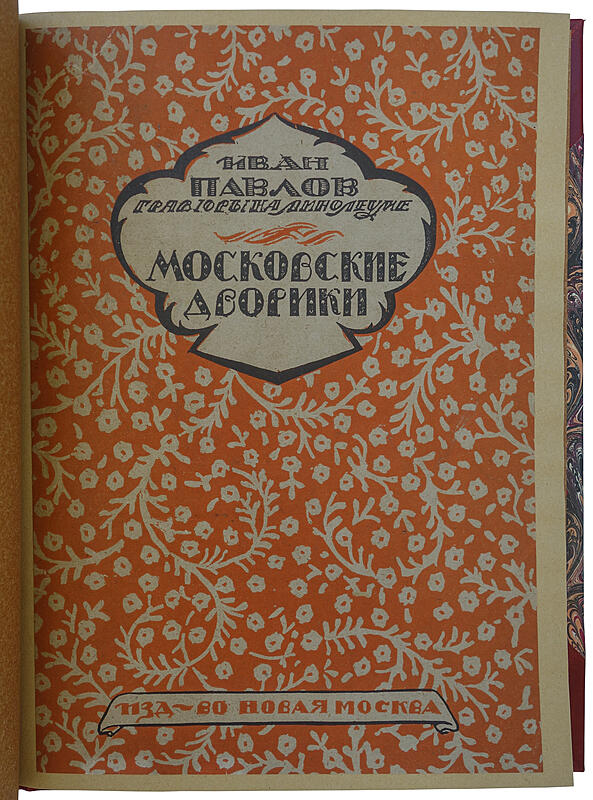 ИВАН
ПАВЛОВ
ГРАВЮРЫ НА ЛИНОЛЕУМЕ
МОСКОВСКИЕ
ДВОРИКИ
ИЗД-ВО НОВАЯ МОСКВА